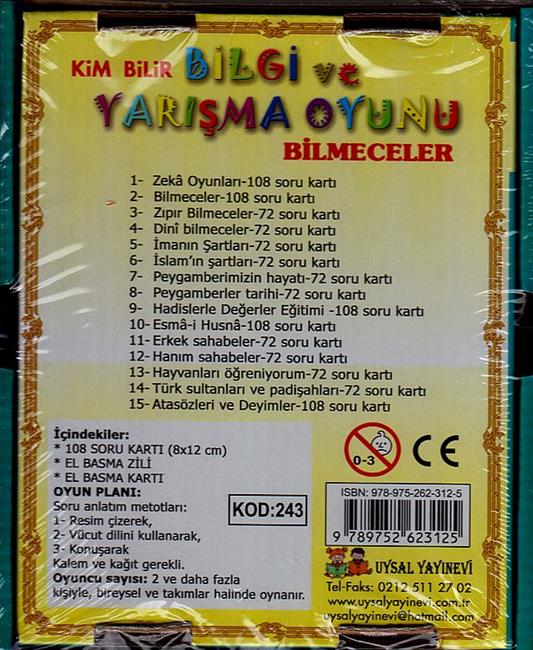 KiM BiLiR BiLGi ve
YARIŞMA OYUNU
BİLMECELER
1- Zekâ Oyunları-108 soru kartı
2- Bilmeceler-108 soru kartı
3- Zıpır Bilmeceler-72 soru kartı
4- Dinî bilmeceler-72 soru kartı
5- İmanın Şartları-72 soru kartı
6- İslam'ın şartları-72 soru kartı
7- Peygamberimizin hayatı-72 soru kartı
8- Peygamberler tarihi-72 soru kartı
9- Hadislerle Değerler Eğitimi -108 soru kartı
10- Esmâ-i Husnâ-108 soru kartı
11- Erkek sahabeler-72 soru kartı
12- Hanım sahabeler-72 soru kartı
13- Hayvanları öğreniyorum-72 soru kartı
14- Türk sultanları ve padişahları-72 soru kartı
15- Atasözleri ve Deyimler-108 soru kartı
İçindekiler:
* 108 SORU KARTI (8x12 cm)
* EL BASMA ZİLİ
* EL BASMA KARTI
OYUN PLANI:
Soru anlatım metotları:
1- Resim çizerek,
2- Vücut dilini kullanarak,
3- Konuşarak
Kalem ve kağıt gerekli.
Oyuncu sayısı: 2 ve daha fazla
kişiyle, bireysel ve takımlar halinde oynanır.
KOD:243
0-3
CE
ISBN: 978-975-262-312-5
9 789752 623125
UYSAL YAYINEVİ
Tel-Faks: 0212 511 27 02
www.uysalyayinevi.com.tr
uysalyayinevi@hotmail.com